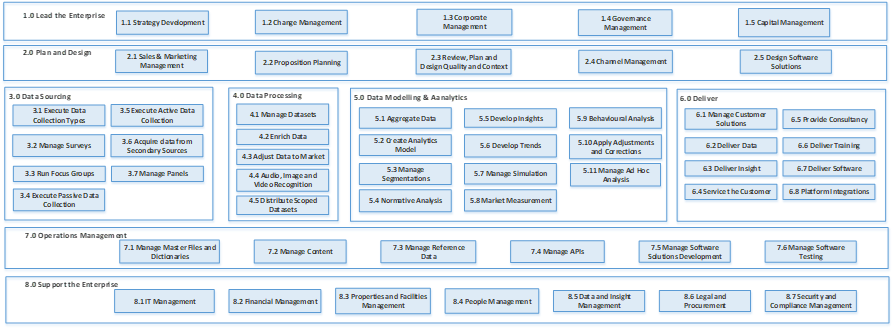 1.0 Lead the Enterprise
1.1 Strategy Development
1.2 Change Management
1.3 Corporate
Management
1.4 Governance
Management
1.5 Capital Management
2.0 Plan and Design
2.1 Sales & Marketing
Management
2.2 Proposition Planning
2.3 Review, Plan and
Design Quality and Context
2.4 Channel Management
2.5 Design Software
Solutions
3.0 Data Sourcing
3.1 Execute Data
Collection Types
3.5 Execute Active Data
Collection
3.2 Manage Surveys
3.6 Acquire data from
Secondary Sources
3.3 Run Focus Groups
3.7 Manage Panels
3.4 Execute Passive Data
Collection
4.0 Data Processing
4.1 Manage Datasets
4.2 Enrich Data
4.3 Adjust Data to Market
4.4 Audio, Image and
Video Recognition
4.5 Distribute Scoped
Datasets
5.0 Data Modelling & Aanalytics
5.1 Aggregate Data
5.5 Develop Insights
5.9 Behavioural Analysis
5.2 Create Analytics
Model
5.6 Develop Trends
5.10 Apply Adjustments
and Corrections
5.3 Manage
Segmentations
5.7 Manage Simulation
5.11 Manage Ad Hoc
Analysis
5.4 Normative Analysis
5.8 Market Measurement
6.0 Deliver
6.1 Manage Customer
Solutions
6.5 Provide Consultancy
6.2 Deliver Data
6.6 Deliver Training
6.3 Deliver Insight
6.7 Deliver Software
6.4 Service the Customer
6.8 Platform Integrations
7.0 Operations Management
7.1 Manage Master Files and
Dictionaries
7.2 Manage Content
7.3 Manage Reference
Data
7.4 Manage APIs
7.5 Manage Software
Solutions Development
7.6 Manage Software
Testing
8.0 Support the Enterprise
8.1 IT Management
8.2 Financial Management
8.3 Properties and Facilities
Management
8.4 People Management
8.5 Data and Insight
Management
8.6 Legal and
Procurement
8.7 Security and
Compliance Management